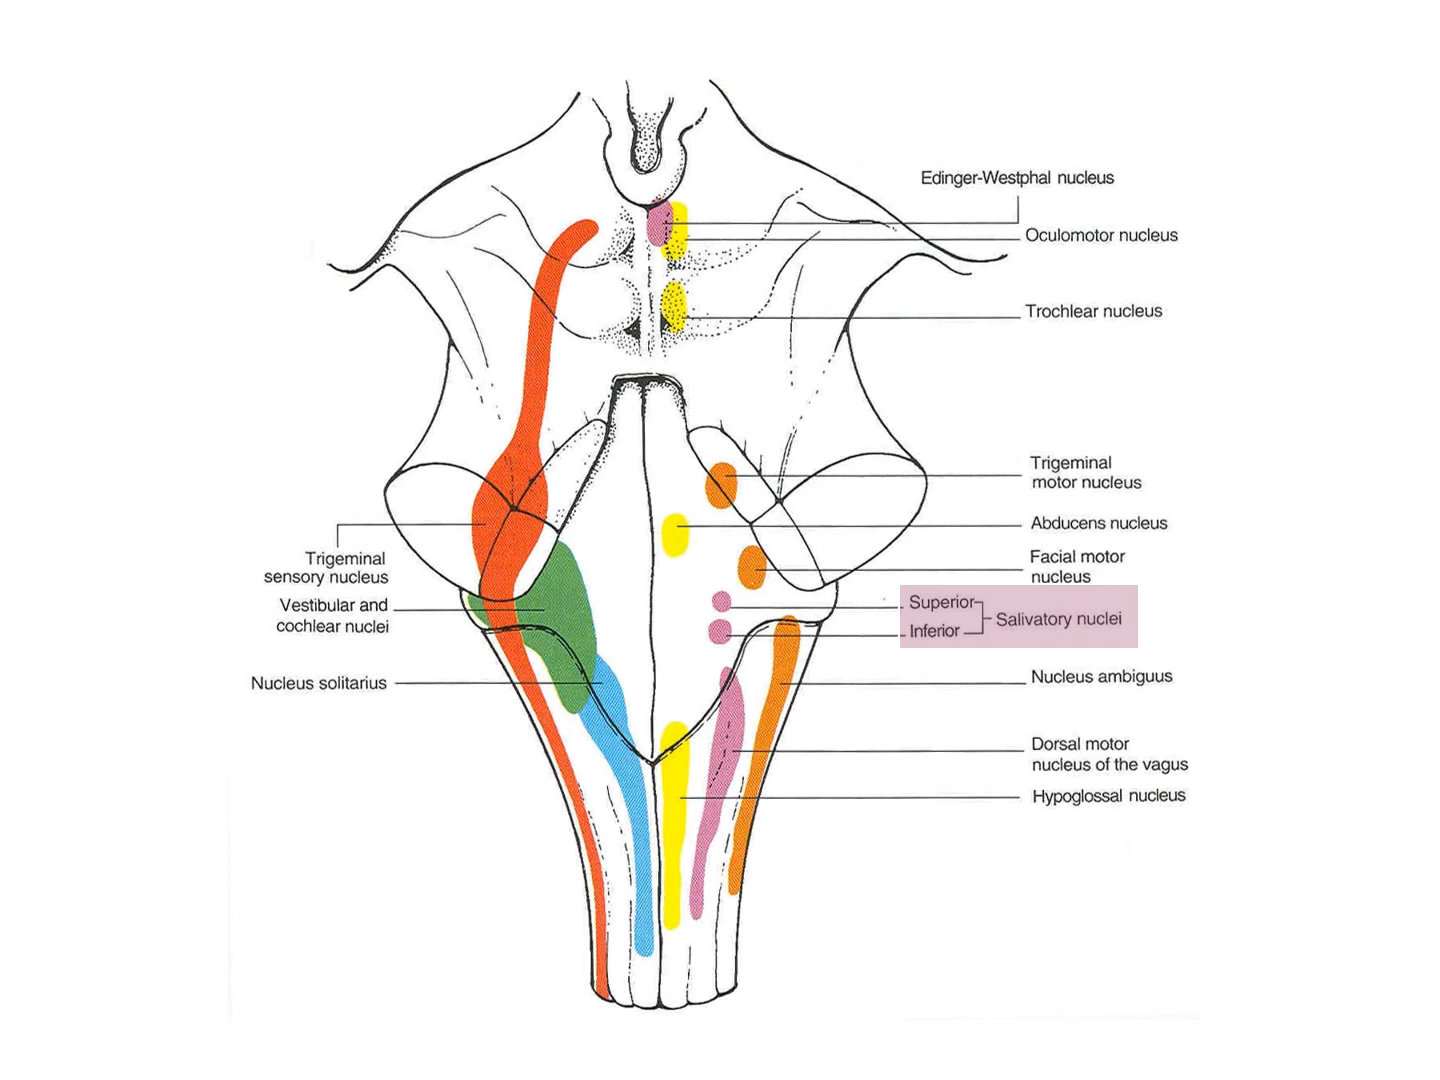 Edinger-Westphal nucleus
Oculomotor nucleus
Trochlear nucleus
Trigeminal
motor nucleus
Abducens nucleus
Facial motor
nucleus
Superior
Salivatory nuclei
Inferior
Nucleus ambiguus
Dorsal motor
nucleus of the vagus
Hypoglossal nucleus
Trigeminal
sensory nucleus
Vestibular and
cochlear nuclei
Nucleus solitarius